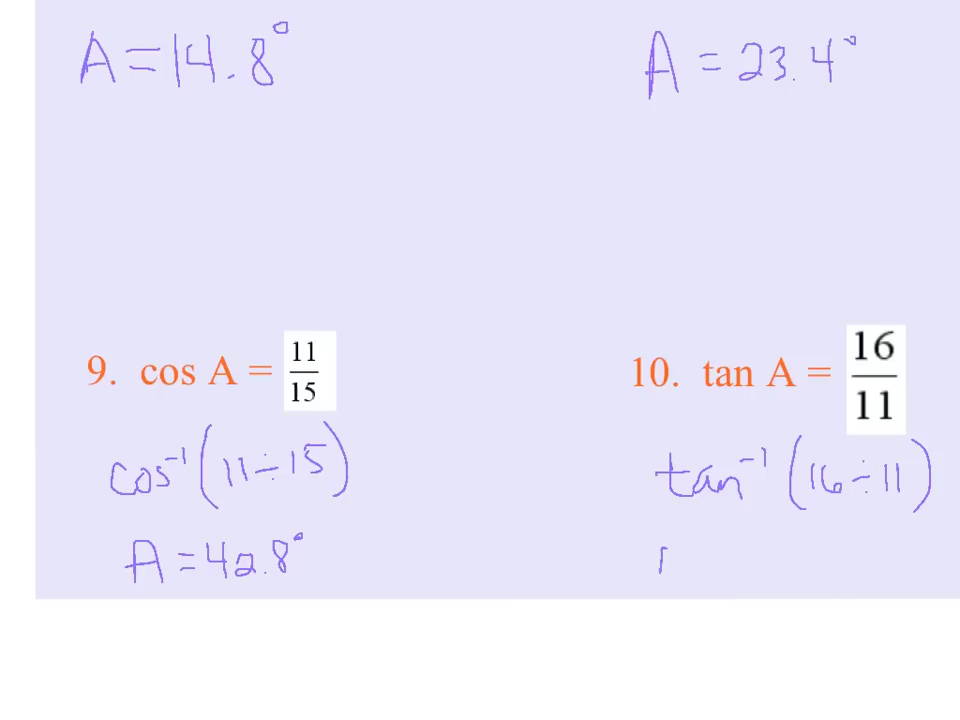 A = 14.8°
A = 23.4°
9. cos A = 11/15
cos⁻¹(11÷15)
A = 42.8°
10. tan A = 16/11
tan⁻¹(16÷11)